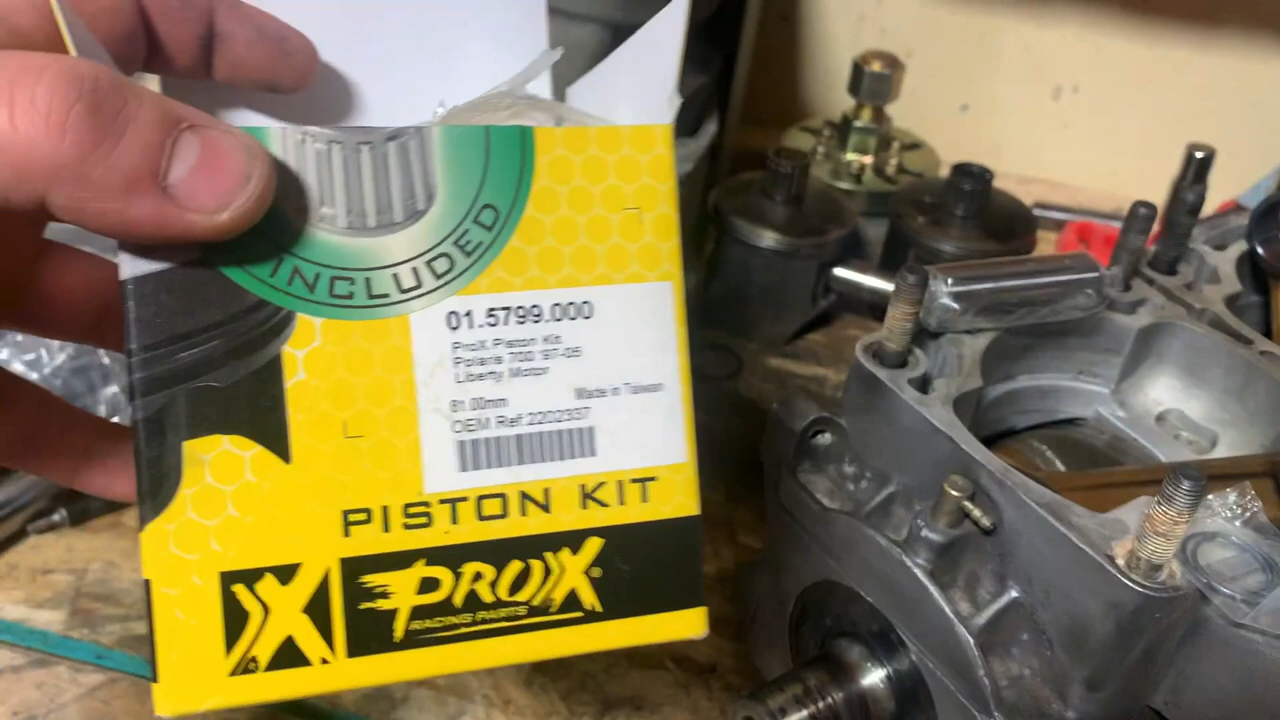 INCLUDED
01.5799.000
ProX Piston Kit
Polaris 700 '97-05
Liberty Motor
81.00mm Made in Taiwan
OEM Ref.2202397
PISTON KIT
PROX
RACING PARTS